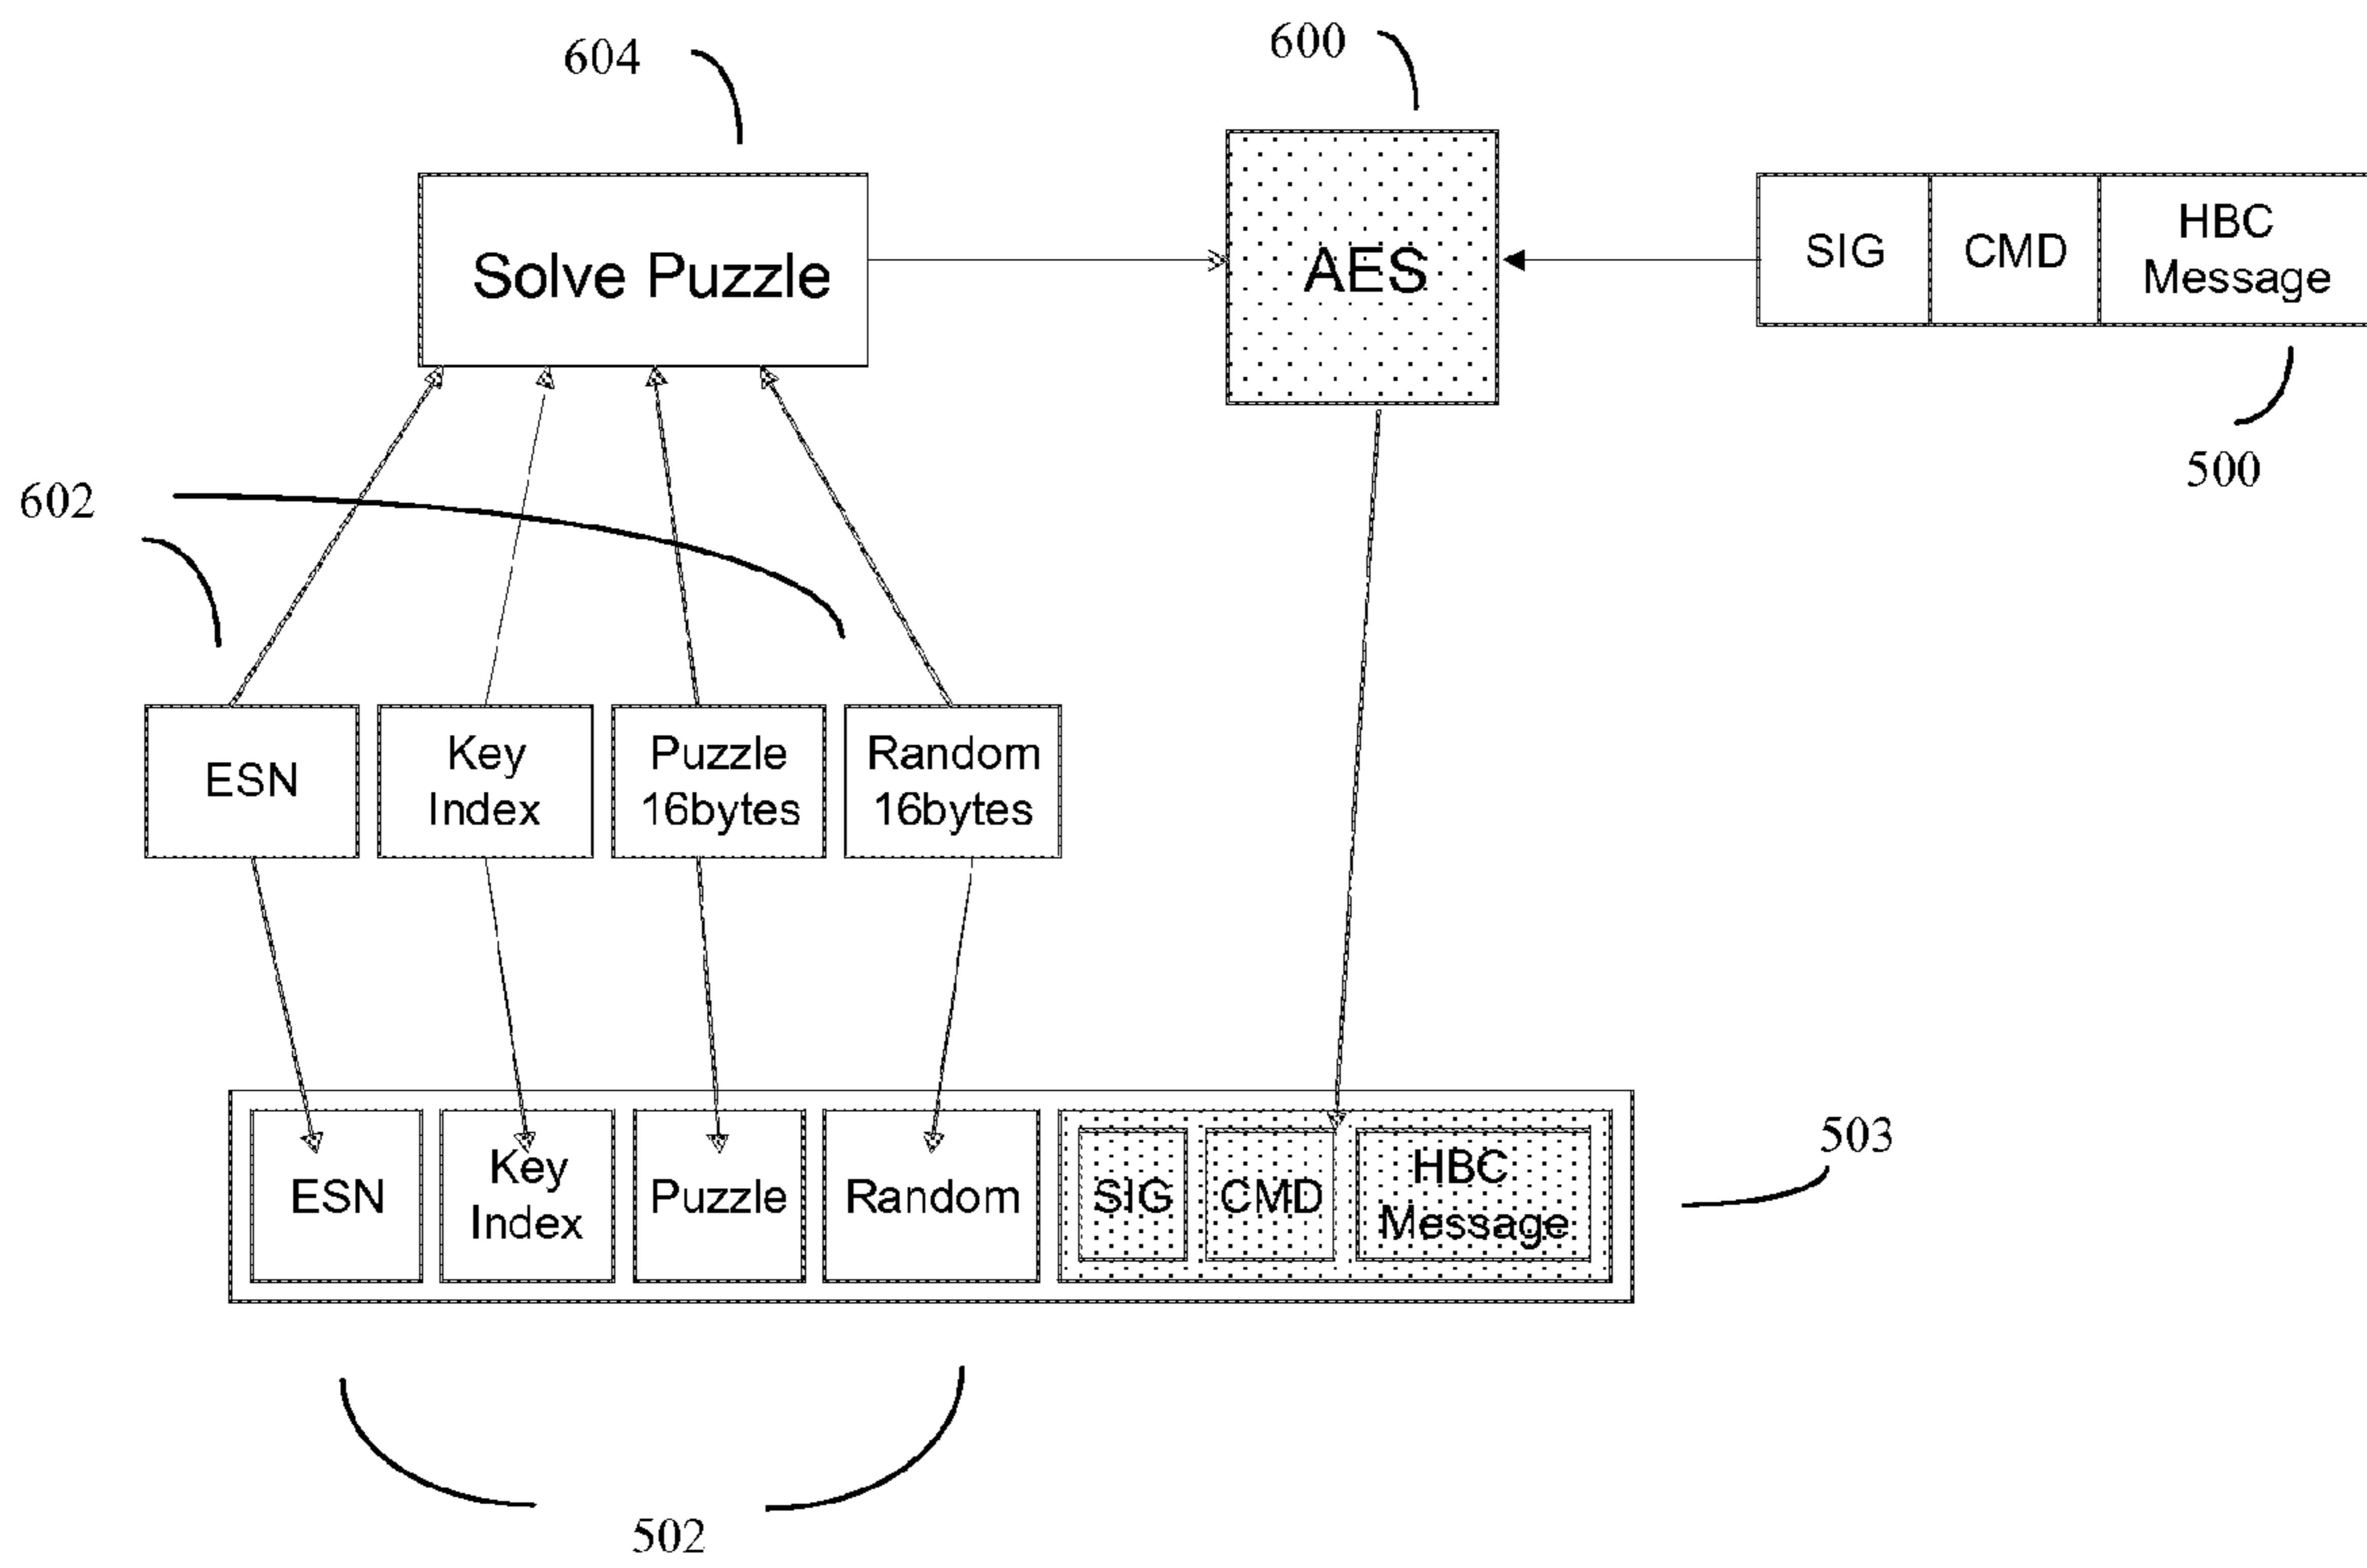 604
600
Solve Puzzle
AES
SIG
CMD
HBC
Message
500
602
ESN
Key
Index
Puzzle
16bytes
Random
16bytes
503
ESN
Key
Index
Puzzle
Random
SIG
CMD
HBC
Message
502